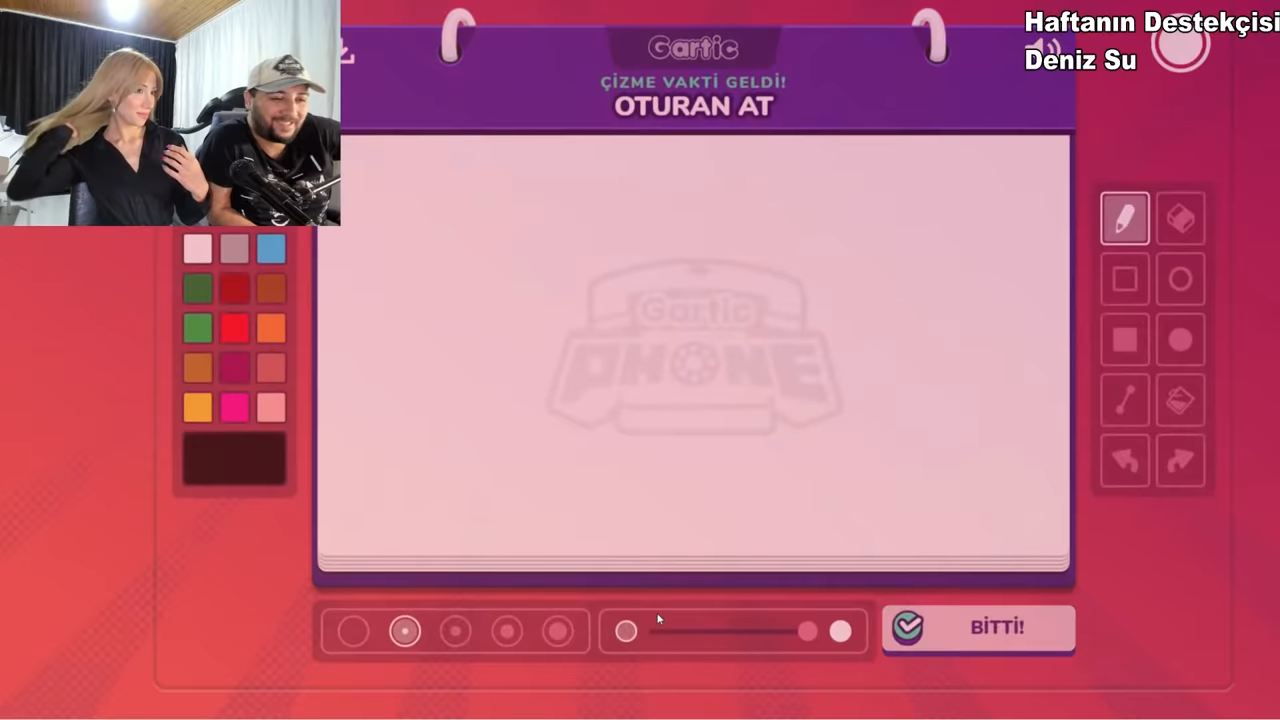 Haftanın Destekçisi
Deniz Su
Gartic
ÇİZME VAKTİ GELDİ!
OTURAN AT
Gartic
PHONE
BİTTİ!